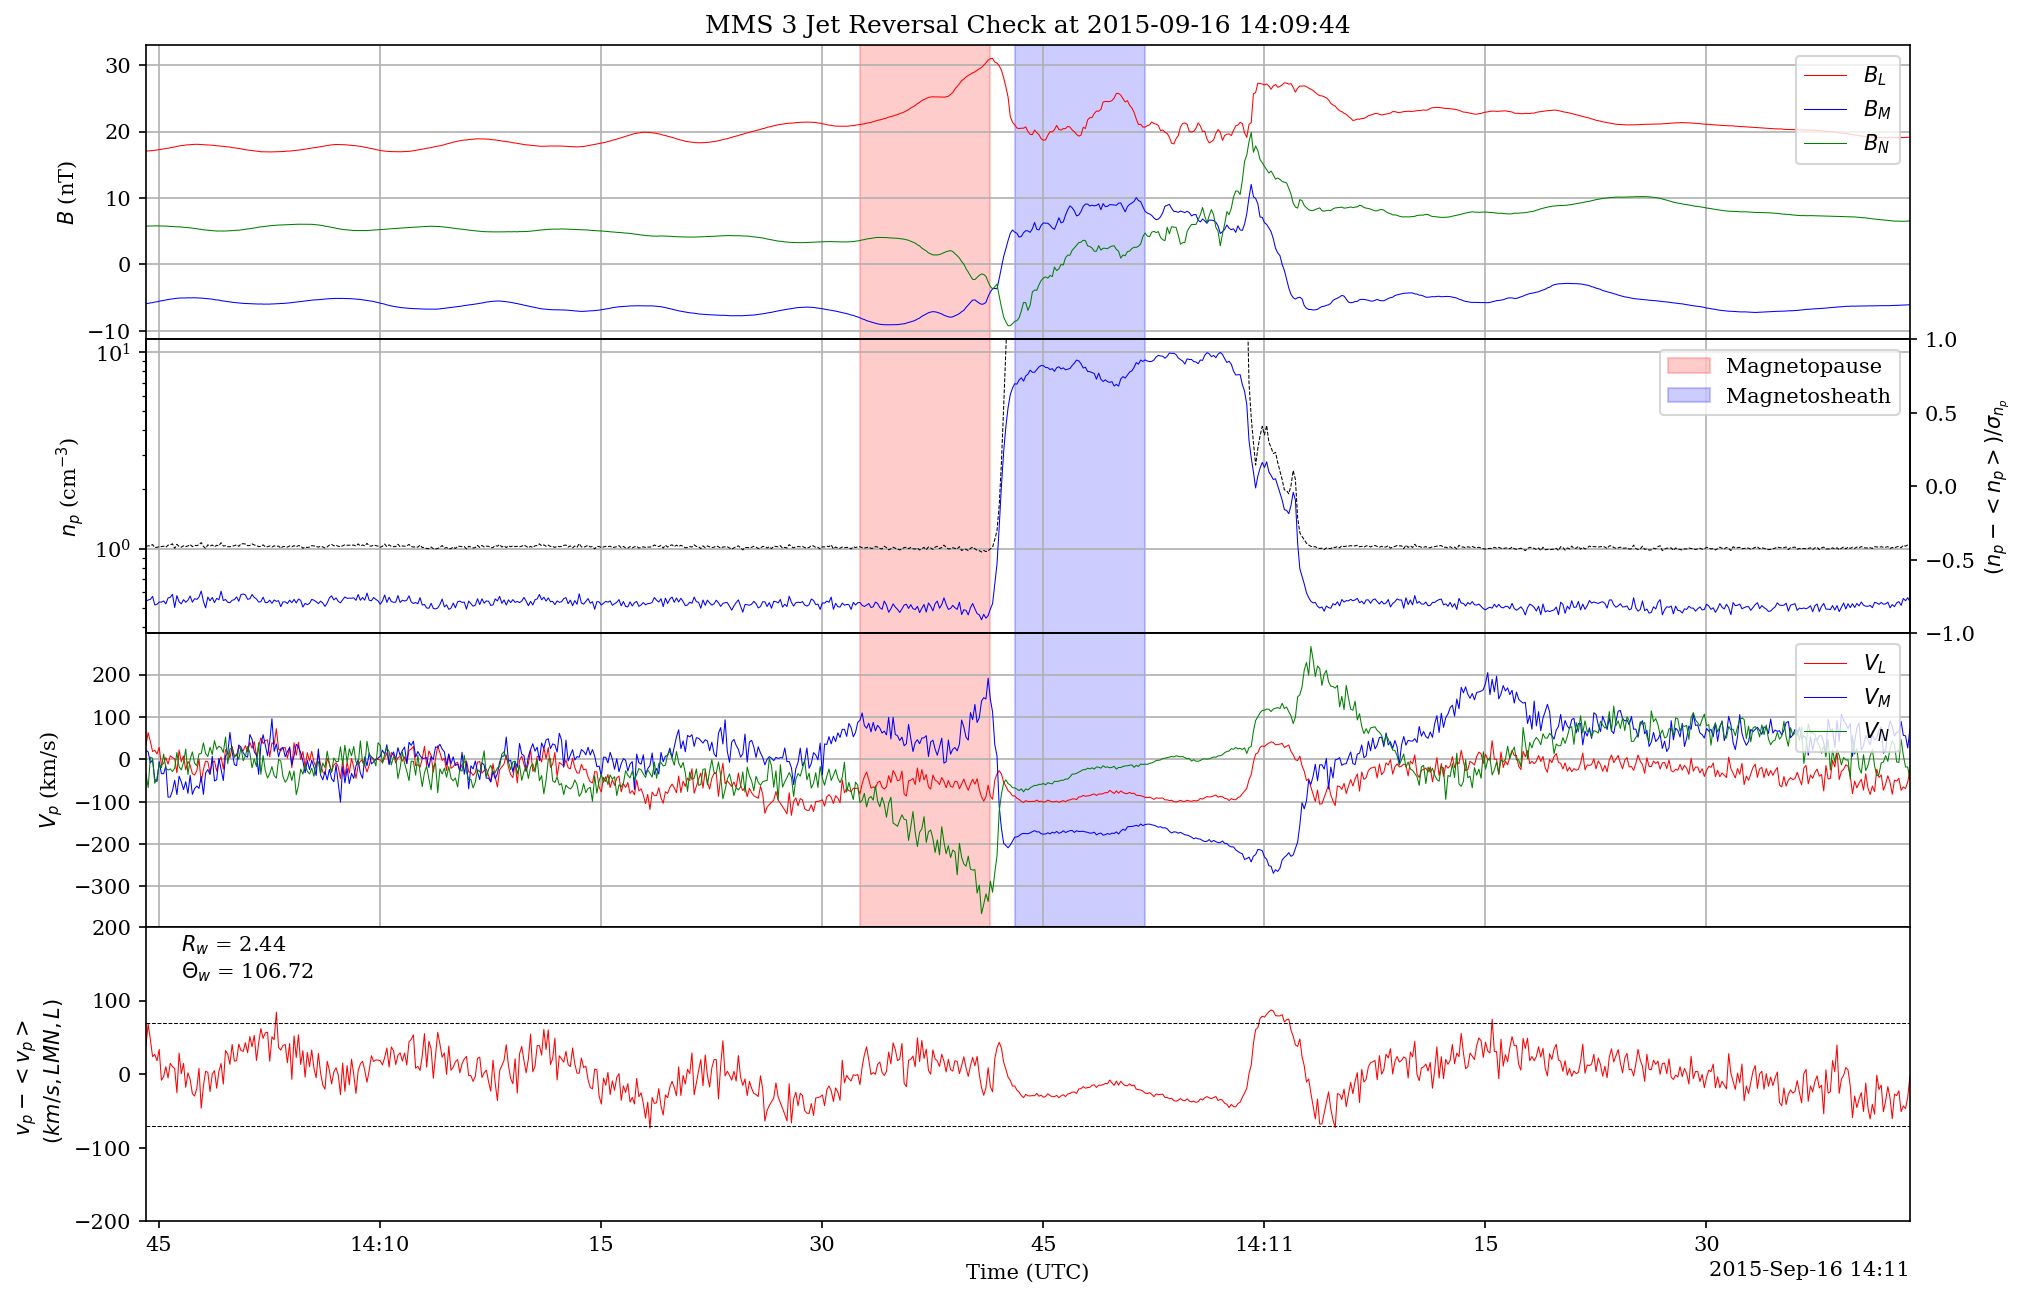 MMS 3 Jet Reversal Check at 2015-09-16 14:09:44
30
20
10
0
−10
B (nT)
B_L
B_M
B_N
10^1
10^0
n_p (cm^{−3})
1.0
0.5
0.0
−0.5
−1.0
(n_p − < n_p >)/σ_{n_p}
Magnetopause
Magnetosheath
200
100
0
−100
−200
−300
V_p (km/s)
V_L
V_M
V_N
200
100
0
−100
−200
v_p − < v_p >
(km/s, LMN, L)
R_w = 2.44
Θ_w = 106.72
45 14:10 15 30 45 14:11 15 30
Time (UTC)
2015-Sep-16 14:11